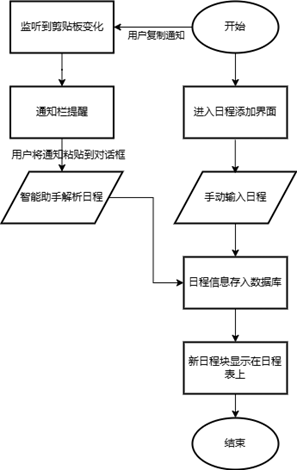 监听到剪贴板变化
用户复制通知
开始
通知栏提醒
进入日程添加界面
用户将通知粘贴到对话框
智能助手解析日程
手动输入日程
日程信息存入数据库
新日程块显示在日程
表上
结束